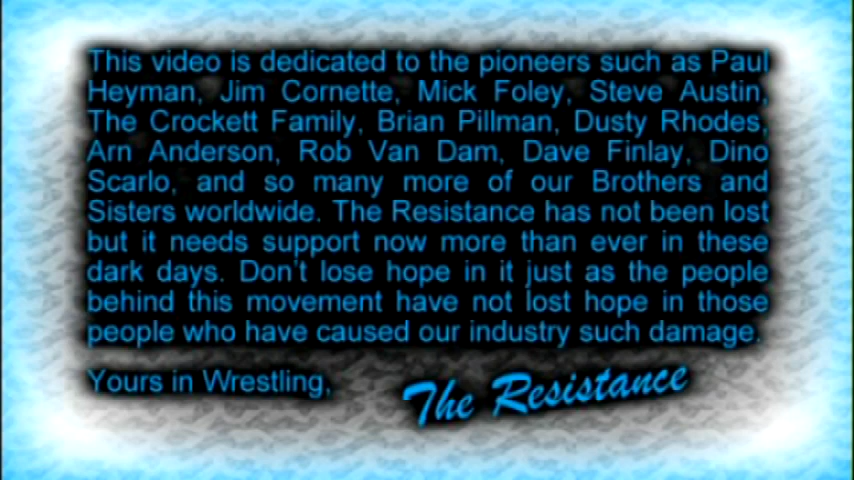 This video is dedicated to the pioneers such as Paul
Heyman, Jim Cornette, Mick Foley, Steve Austin,
The Crockett Family, Brian Pillman, Dusty Rhodes,
Arn Anderson, Rob Van Dam, Dave Finlay, Dino
Scarlo, and so many more of our Brothers and
Sisters worldwide. The Resistance has not been lost
but it needs support now more than ever in these
dark days. Don't lose hope in it just as the people
behind this movement have not lost hope in those
people who have caused our industry such damage.
Yours in Wrestling,
The Resistance